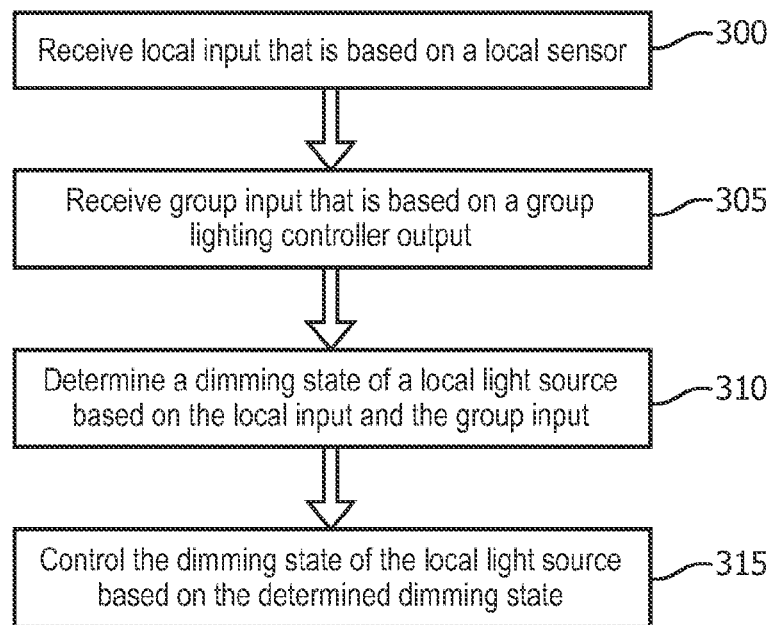 Receive local input that is based on a local sensor
300
Receive group input that is based on a group
lighting controller output
305
Determine a dimming state of a local light source
based on the local input and the group input
310
Control the dimming state of the local light source
based on the determined dimming state
315